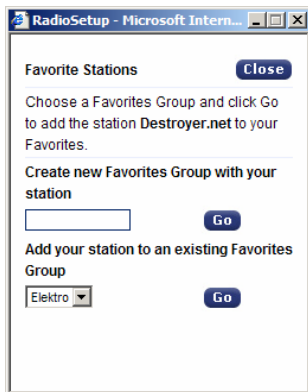 RadioSetup - Microsoft Intern...
Favorite Stations
Close
Choose a Favorites Group and click Go
to add the station Destroyer.net to your
Favorites.
Create new Favorites Group with your
station
Go
Add your station to an existing Favorites
Group
Elektro
Go